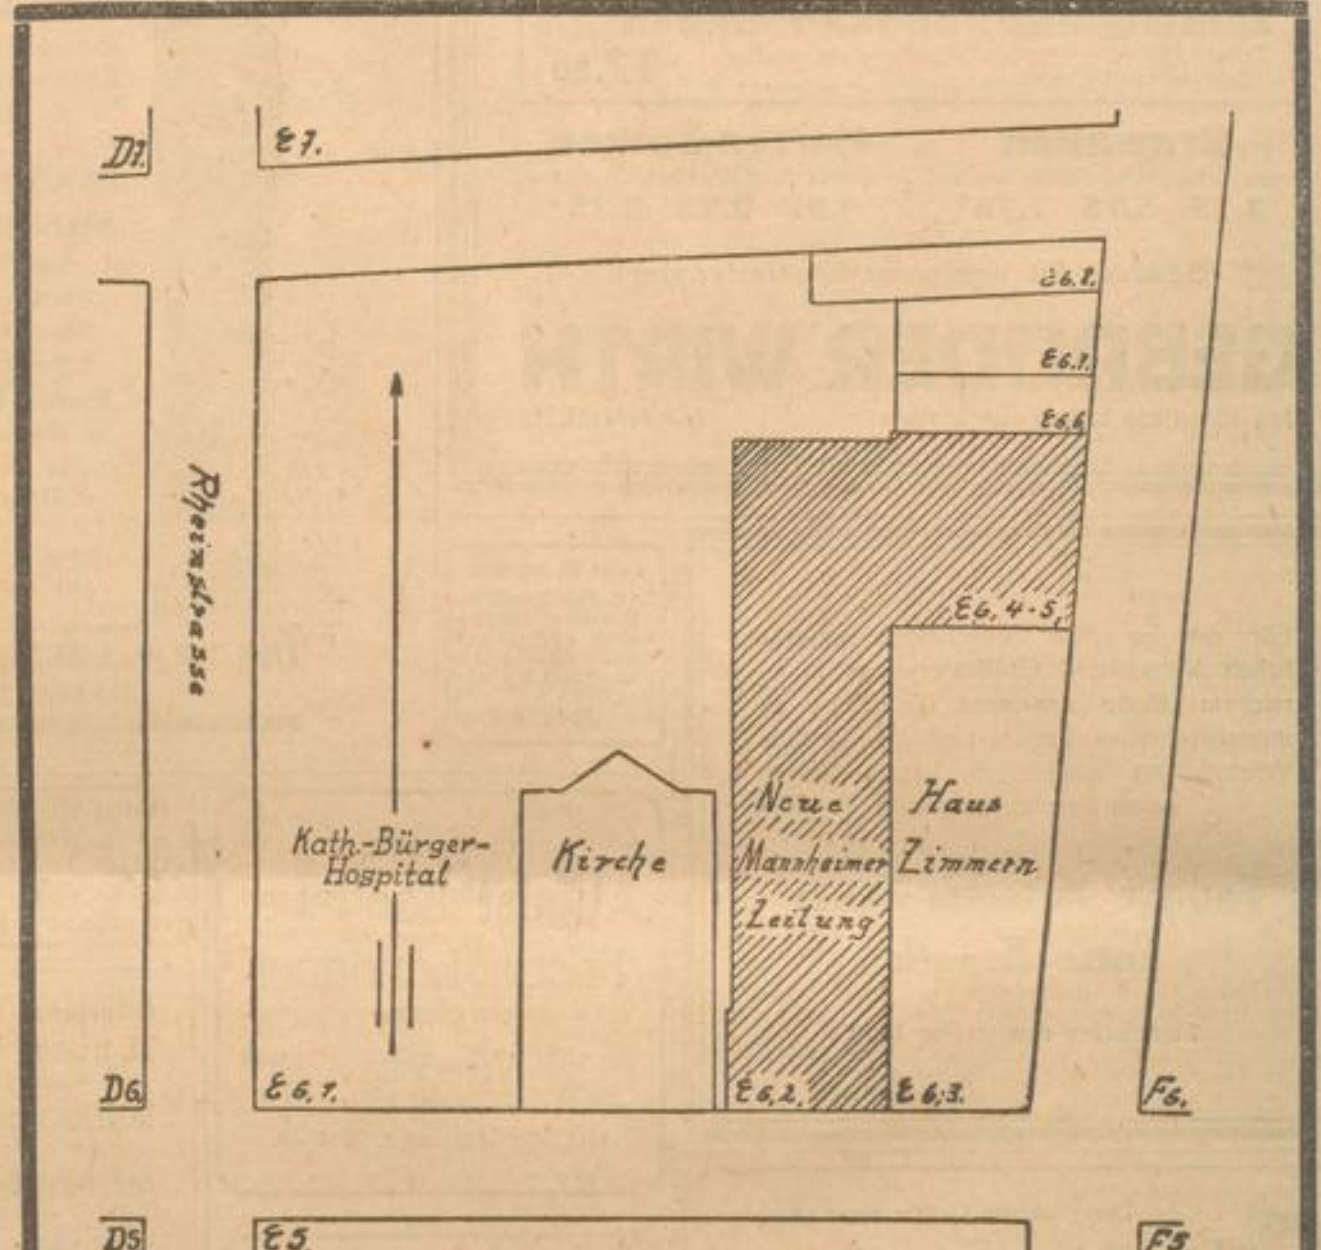 D7.
E7.
E6.8.
E6.7.
E6.6.
Rheinstrasse
E6, 4-5,
Neue
Mannheimer
Zeitung
Haus
Zimmern
Kath.-Bürger-
Hospital
Kirche
D6.
E6,1.
E6,2.
E6,3.
F6.
D5
E5.
F5